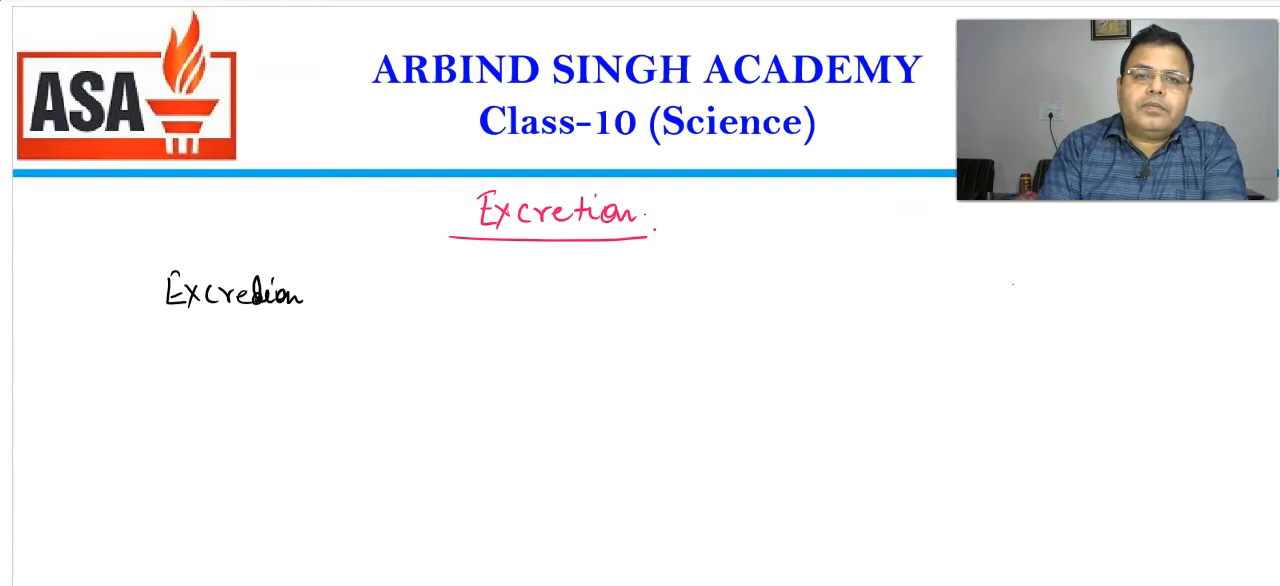 ASA
ARBIND SINGH ACADEMY
Class-10 (Science)
Excretion.
Excretion